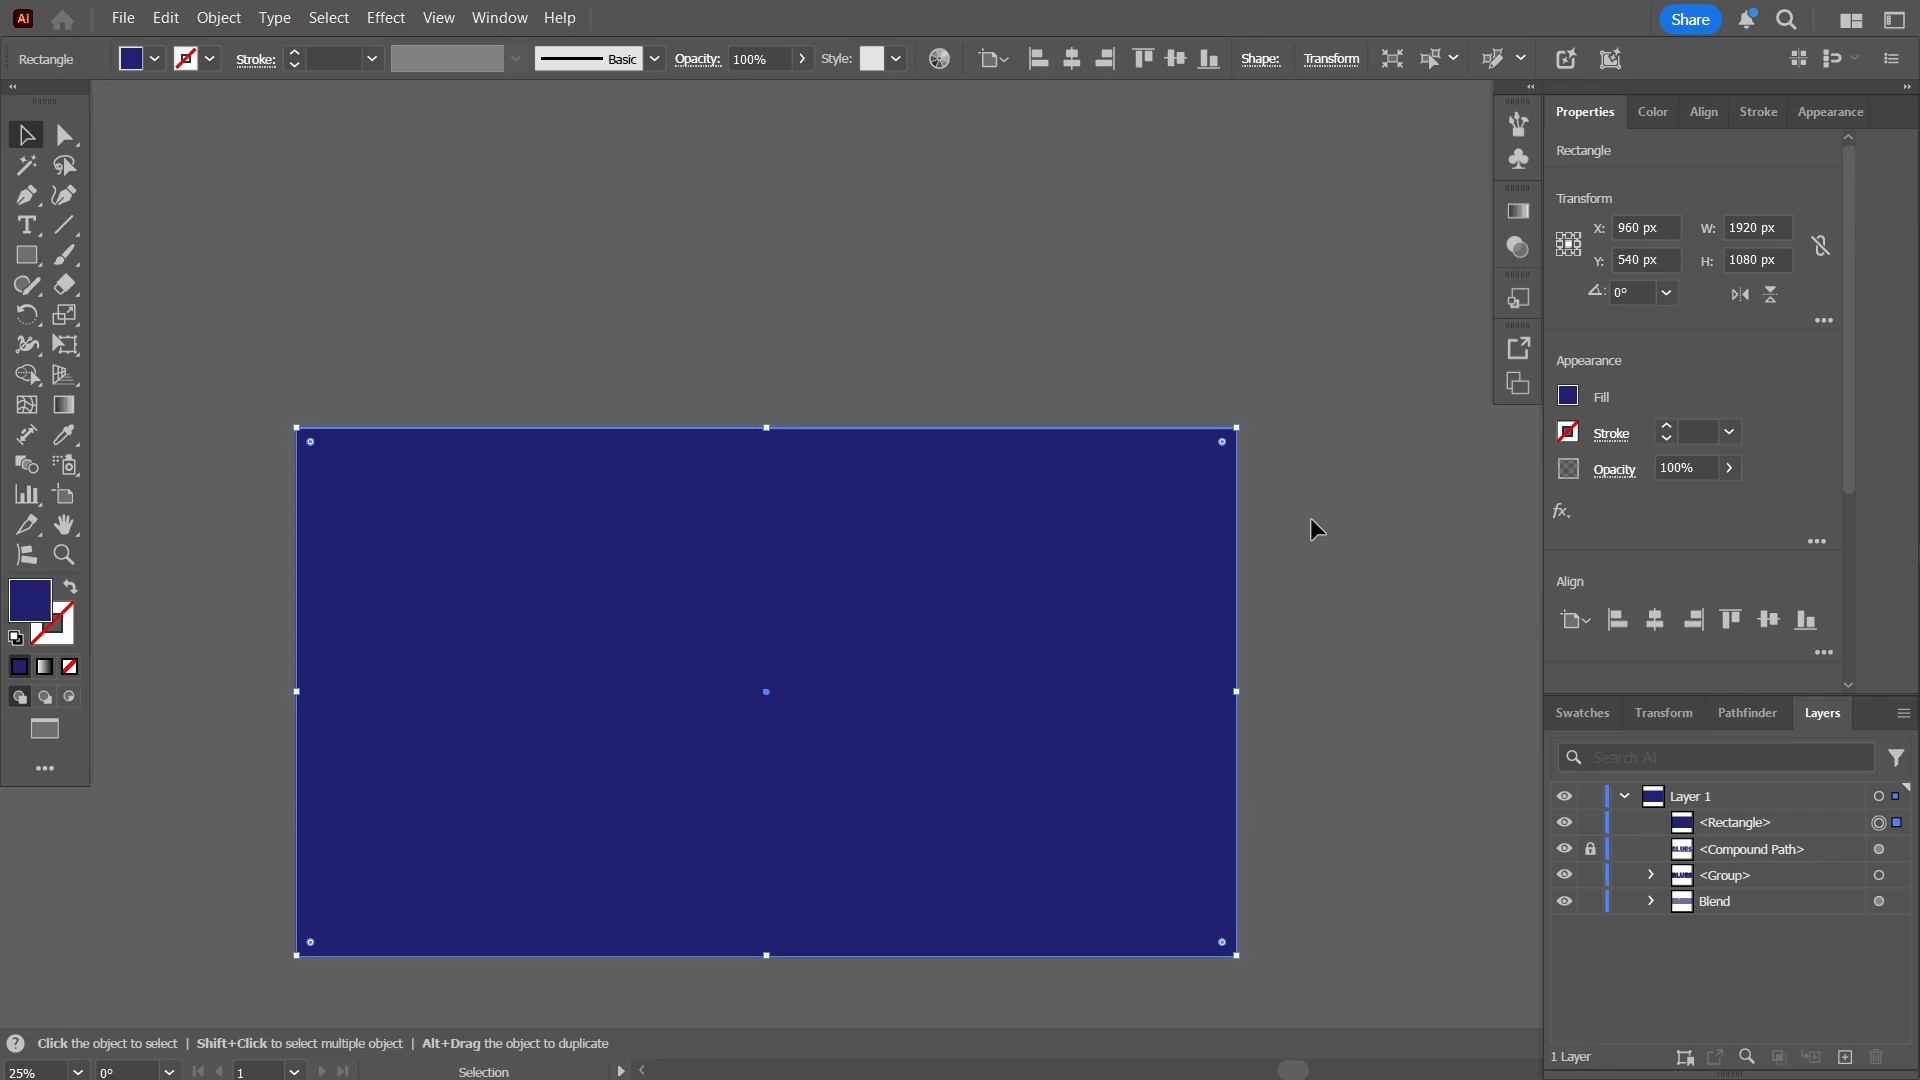 Ai File Edit Object Type Select Effect View Window Help Share
Rectangle Stroke: Basic Opacity: 100% Style: Shape: Transform
Properties Color Align Stroke Appearance
Rectangle
Transform
X: 960 px W: 1920 px
Y: 540 px H: 1080 px
0°
Appearance
Fill
Stroke
Opacity 100%
fx.
Align
Swatches Transform Pathfinder Layers
Search All
Layer 1
<Rectangle>
<Compound Path>
<Group>
Blend
1 Layer
Click the object to select | Shift+Click to select multiple object | Alt+Drag the object to duplicate
25% 0° 1 Selection